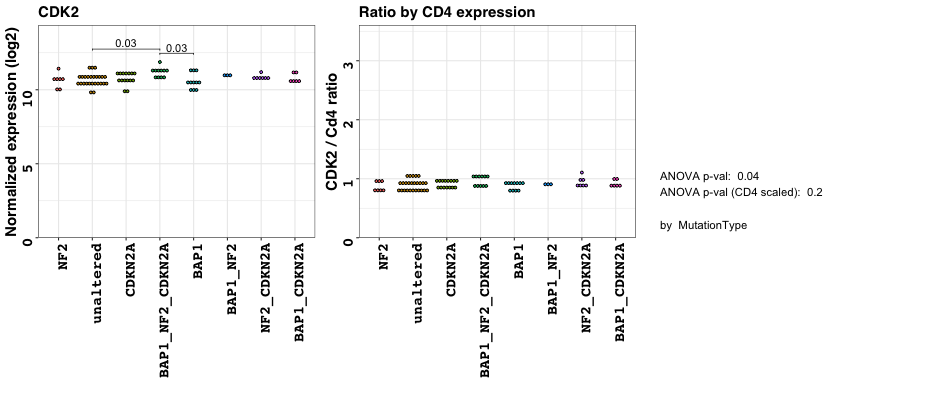 CDK2
Normalized expression (log2)
0
5
10
0.03
0.03
NF2
unaltered
CDKN2A
BAP1_NF2_CDKN2A
BAP1
BAP1_NF2
NF2_CDKN2A
BAP1_CDKN2A
Ratio by CD4 expression
CDK2 / Cd4 ratio
0
1
2
3
NF2
unaltered
CDKN2A
BAP1_NF2_CDKN2A
BAP1
BAP1_NF2
NF2_CDKN2A
BAP1_CDKN2A
ANOVA p-val: 0.04
ANOVA p-val (CD4 scaled): 0.2
by MutationType